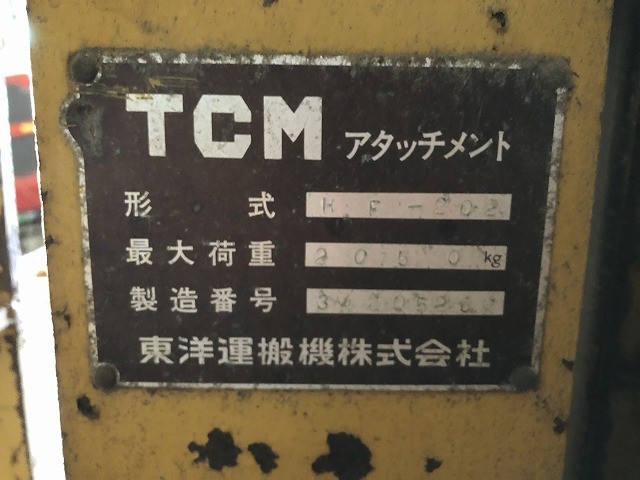 TCM アタッチメント
形 式 H.F-202
最大荷重 2050 kg
製造番号
東洋運搬機株式会社